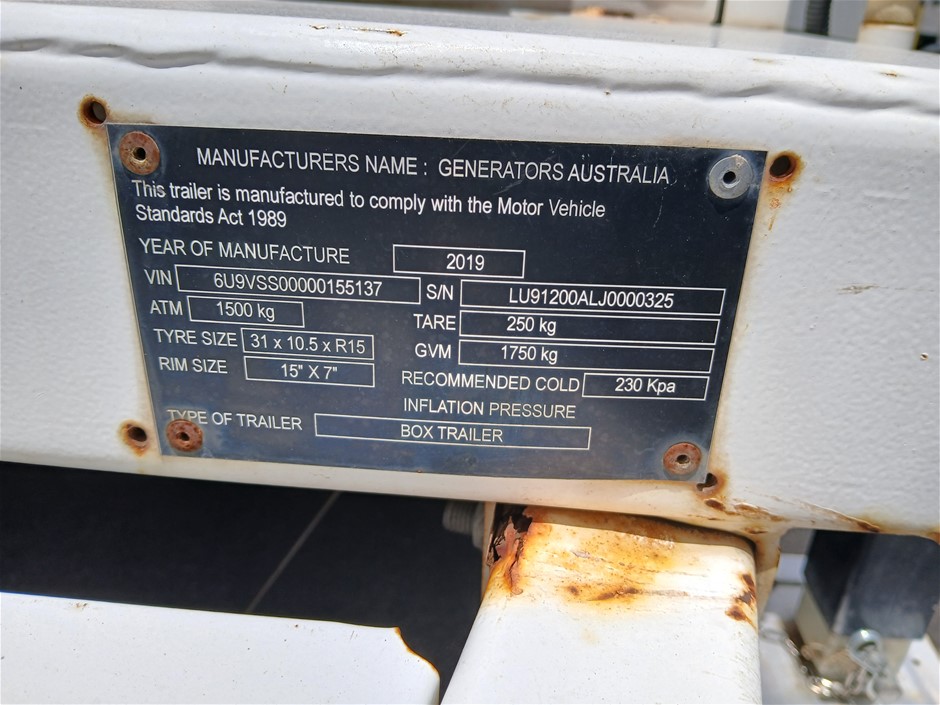 MANUFACTURERS NAME : GENERATORS AUSTRALIA
This trailer is manufactured to comply with the Motor Vehicle
Standards Act 1989
YEAR OF MANUFACTURE 2019
VIN 6U9VSS00000155137 S/N LU91200ALJ0000325
ATM 1500 kg TARE 250 kg
TYRE SIZE 31 x 10.5 x R15 GVM 1750 kg
RIM SIZE 15" X 7" RECOMMENDED COLD 230 Kpa
INFLATION PRESSURE
TYPE OF TRAILER BOX TRAILER